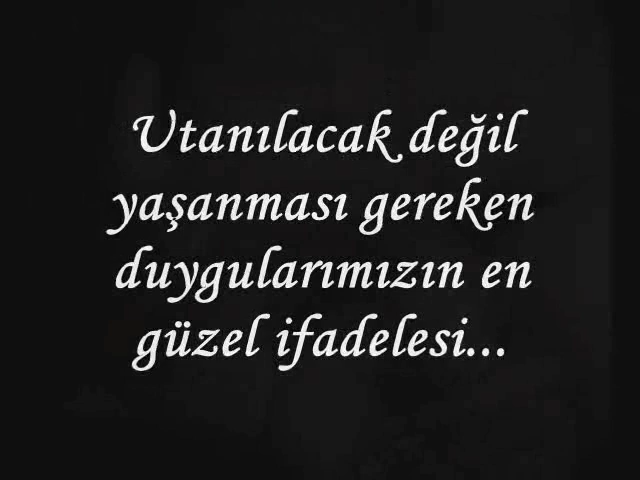 Utanılacak değil
yaşanması gereken
duygularımızın en
güzel ifadelesi...